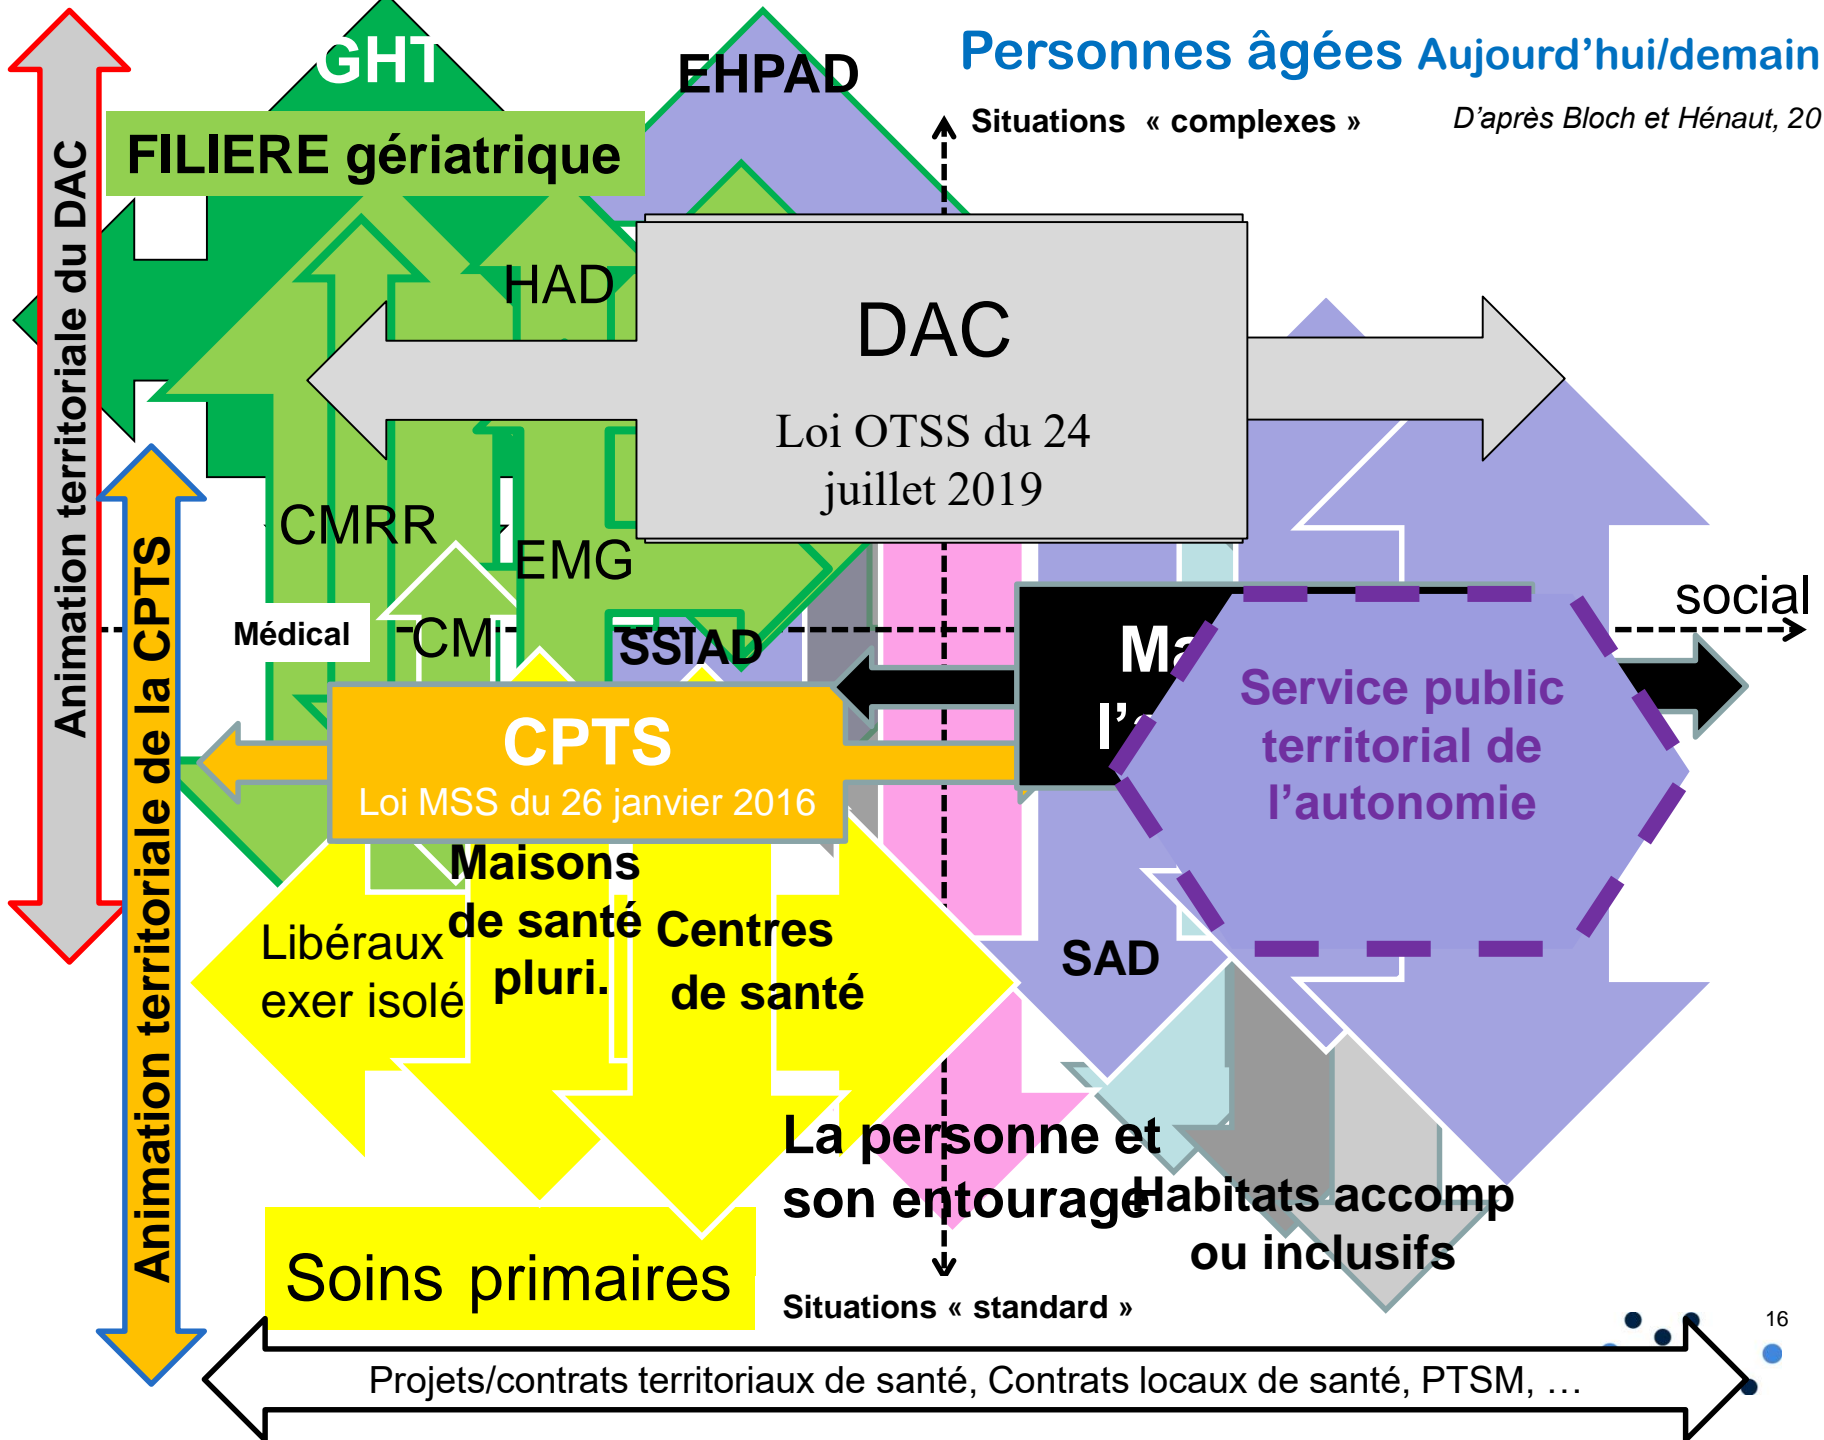 Personnes âgées Aujourd’hui/demain
D’après Bloch et Hénaut, 20
Situations « complexes »
GHT
EHPAD
FILIERE gériatrique
Animation territoriale du DAC
HAD
DAC
Loi OTSS du 24
juillet 2019
CMRR
EMG
Animation territoriale de la CPTS
Médical
CM
SSIAD
social
Service public
territorial de
l’autonomie
CPTS
Loi MSS du 26 janvier 2016
Maisons
de santé
pluri.
Libéraux
exer isolé
Centres
de santé
SAD
La personne et
son entourage
Habitats accomp
ou inclusifs
Soins primaires
Situations « standard »
16
Projets/contrats territoriaux de santé, Contrats locaux de santé, PTSM, …